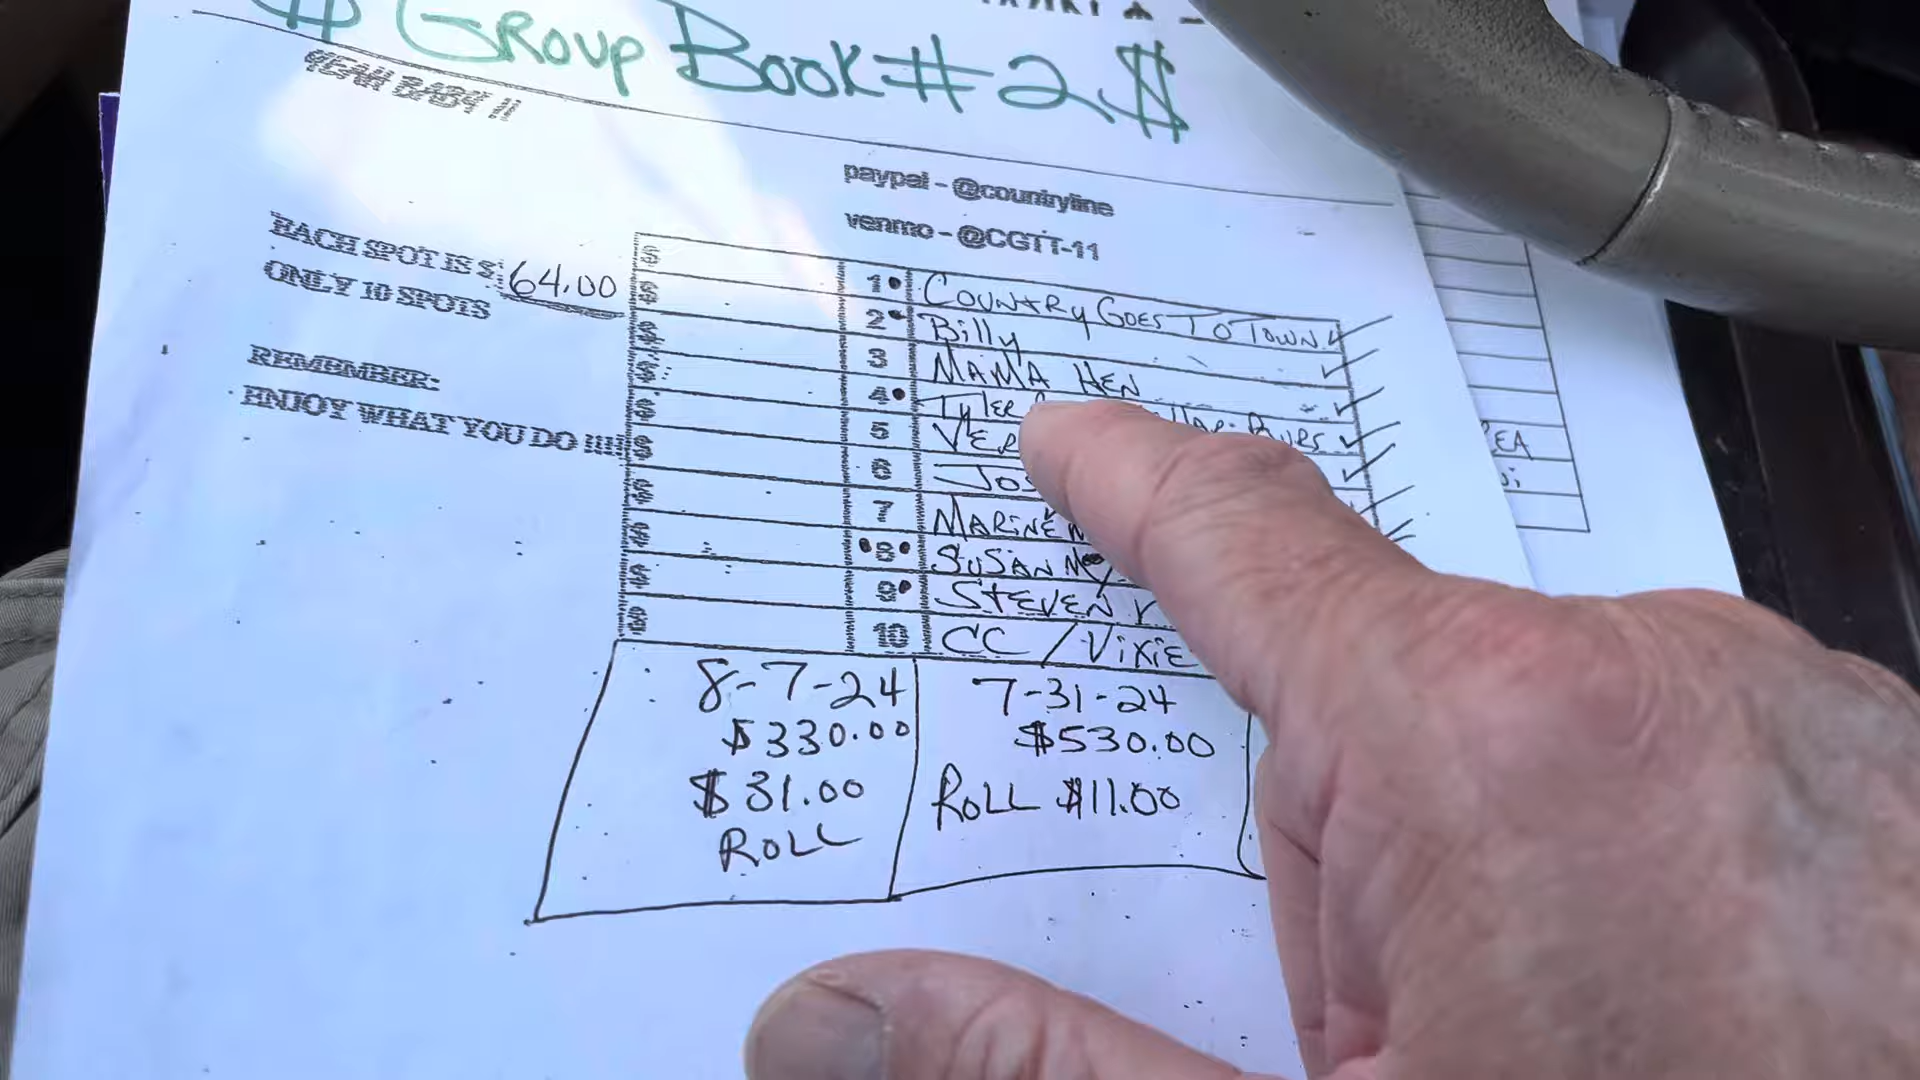 $ GROUP BOOK #2 $
YEAH BABY !!
paypal - @countryline
venmo - @CGTT-11
EACH SPOT IS $: 64.00
ONLY 10 SPOTS
REMEMBER:
ENJOY WHAT YOU DO !!!!
$
$ 1 COUNTRY GOES TO TOWN.
$ 2 Billy
$ 3 MAMA HEN
$ 4 Tyler
$ 5
$ 6
$ 7 MARINE
$ 8 SUSAN
$ 9 STEVEN
$ 10 CC / VIXIE
8-7-24
$330.00
$31.00
ROLL
7-31-24
$530.00
ROLL $11.00